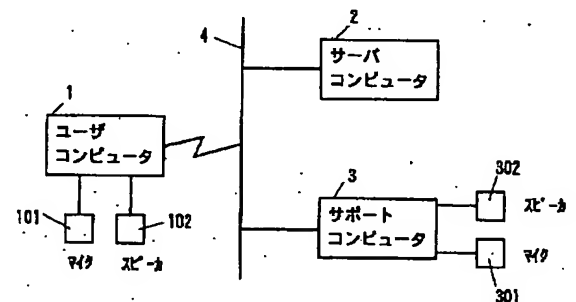 4
2
サーバ
コンピュータ
1
ユーザ
コンピュータ
101
102
マイク
スピーカ
3
サポート
コンピュータ
302
スピーカ
マイク
301